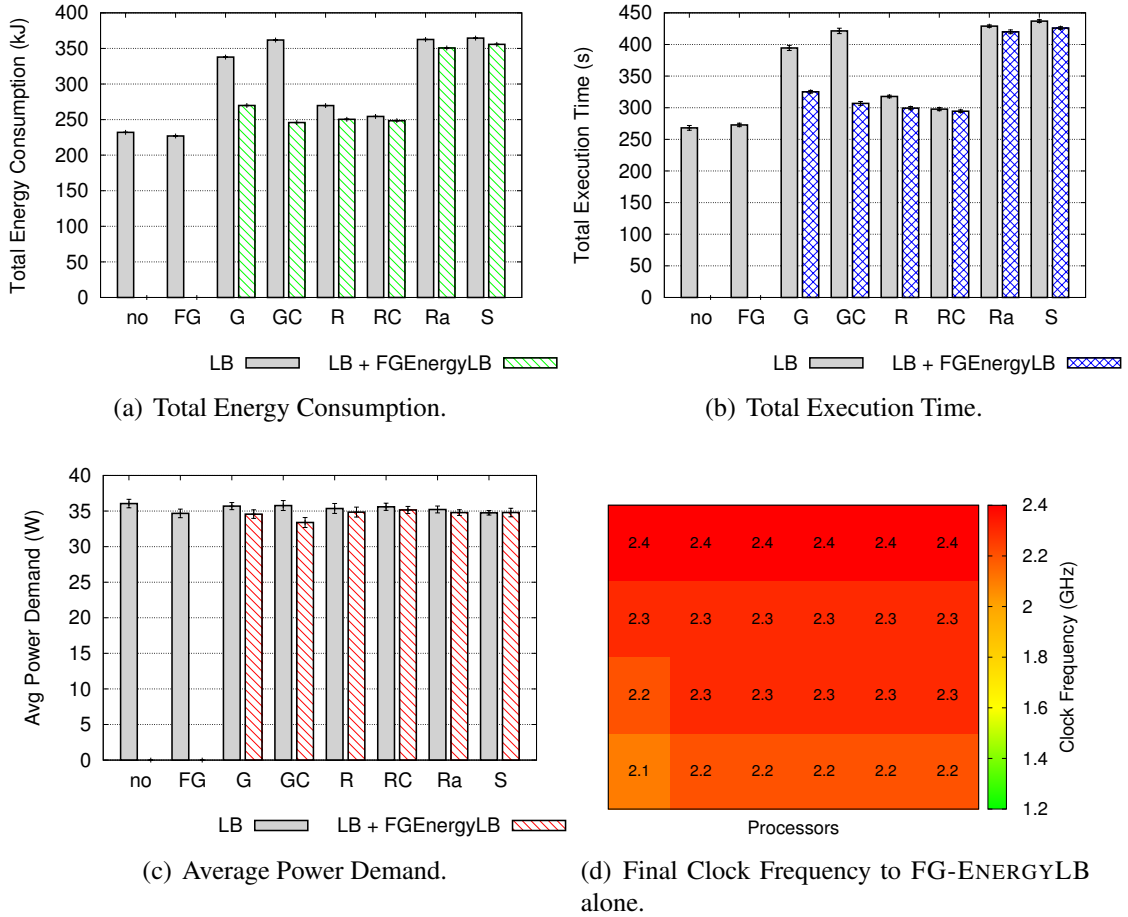 Total Energy Consumption (kJ)
400
350
300
250
200
150
100
50
0
no FG G GC R RC Ra S
LB LB + FGEnergyLB
(a) Total Energy Consumption.
Total Execution Time (s)
450
400
350
300
250
200
150
100
50
0
no FG G GC R RC Ra S
LB LB + FGEnergyLB
(b) Total Execution Time.
Avg Power Demand (W)
40
35
30
25
20
15
10
5
0
no FG G GC R RC Ra S
LB LB + FGEnergyLB
(c) Average Power Demand.
2.4 2.4 2.4 2.4 2.4 2.4
2.3 2.3 2.3 2.3 2.3 2.3
2.2 2.3 2.3 2.3 2.3 2.3
2.1 2.2 2.2 2.2 2.2 2.2
Processors
2.4
2.2
2
1.8
1.6
1.4
1.2
Clock Frequency (GHz)
(d) Final Clock Frequency to FG-ENERGYLB
alone.